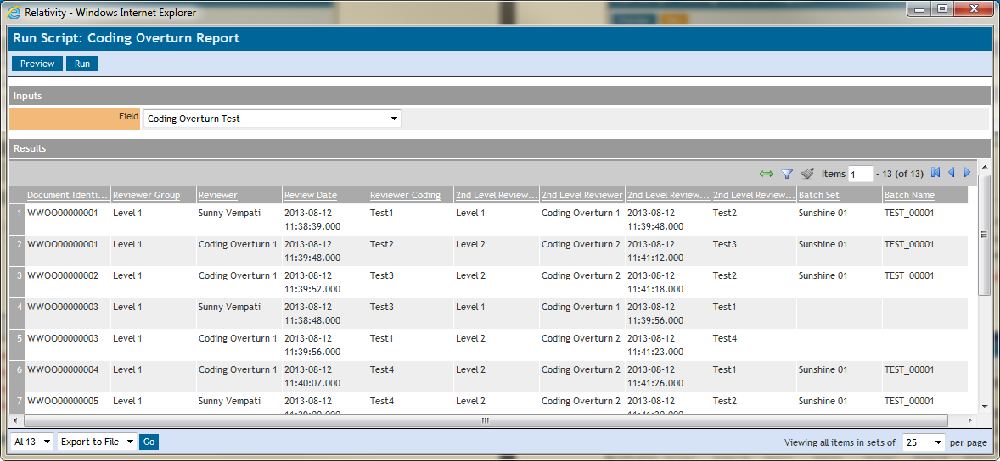 Relativity - Windows Internet Explorer
Run Script: Coding Overturn Report
Preview Run
Inputs
Field Coding Overturn Test
Results
Items 1 - 13 (of 13)
Document Identi... Reviewer Group Reviewer Review Date Reviewer Coding 2nd Level Review... 2nd Level Reviewer 2nd Level Review... 2nd Level Review... Batch Set Batch Name
1 WWOO00000001 Level 1 Sunny Vempati 2013-08-12 Test1 Level 1 Coding Overturn 1 2013-08-12 Test2 Sunshine 01 TEST_00001
11:38:39.000 11:39:48.000
2 WWOO00000001 Level 1 Coding Overturn 1 2013-08-12 Test2 Level 2 Coding Overturn 2 2013-08-12 Test3 Sunshine 01 TEST_00001
11:39:48.000 11:41:12.000
3 WWOO00000002 Level 1 Coding Overturn 1 2013-08-12 Test3 Level 2 Coding Overturn 2 2013-08-12 Test2 Sunshine 01 TEST_00001
11:39:52.000 11:41:18.000
4 WWOO00000003 Level 1 Sunny Vempati 2013-08-12 Test3 Level 1 Coding Overturn 1 2013-08-12 Test1
11:38:48.000 11:39:56.000
5 WWOO00000003 Level 1 Coding Overturn 1 2013-08-12 Test1 Level 2 Coding Overturn 2 2013-08-12 Test4
11:39:56.000 11:41:23.000
6 WWOO00000004 Level 1 Coding Overturn 1 2013-08-12 Test4 Level 2 Coding Overturn 2 2013-08-12 Test1 Sunshine 01 TEST_00001
11:40:07.000 11:41:26.000
7 WWOO00000005 Level 1 Sunny Vempati 2013-08-12 Test4 Level 2 Coding Overturn 2 2013-08-12 Test2 Sunshine 01 TEST_00001
All 13 Export to File Go Viewing all items in sets of 25 per page